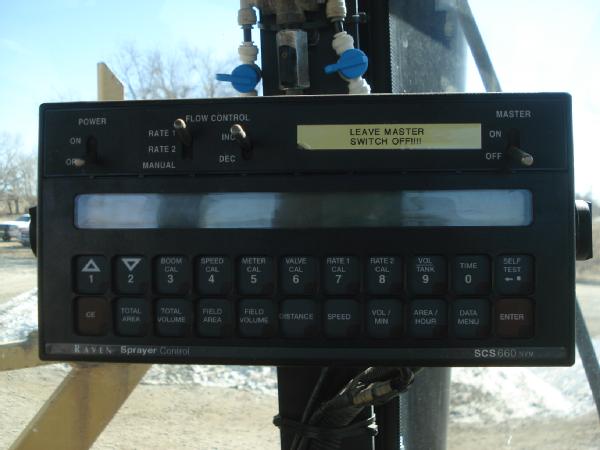 POWER
ON
OFF
FLOW CONTROL
RATE 1
RATE 2
MANUAL
INC
DEC
LEAVE MASTER
SWITCH OFF!!!!
MASTER
ON
OFF
1
2
BOOM CAL 3
SPEED CAL 4
METER CAL 5
VALVE CAL 6
RATE 1 CAL 7
RATE 2 CAL 8
VOL TANK 9
TIME 0
SELF TEST
CE
TOTAL AREA
TOTAL VOLUME
FIELD AREA
FIELD VOLUME
DISTANCE
SPEED
VOL / MIN
AREA / HOUR
DATA MENU
ENTER
RAVEN Sprayer Control
SCS 660